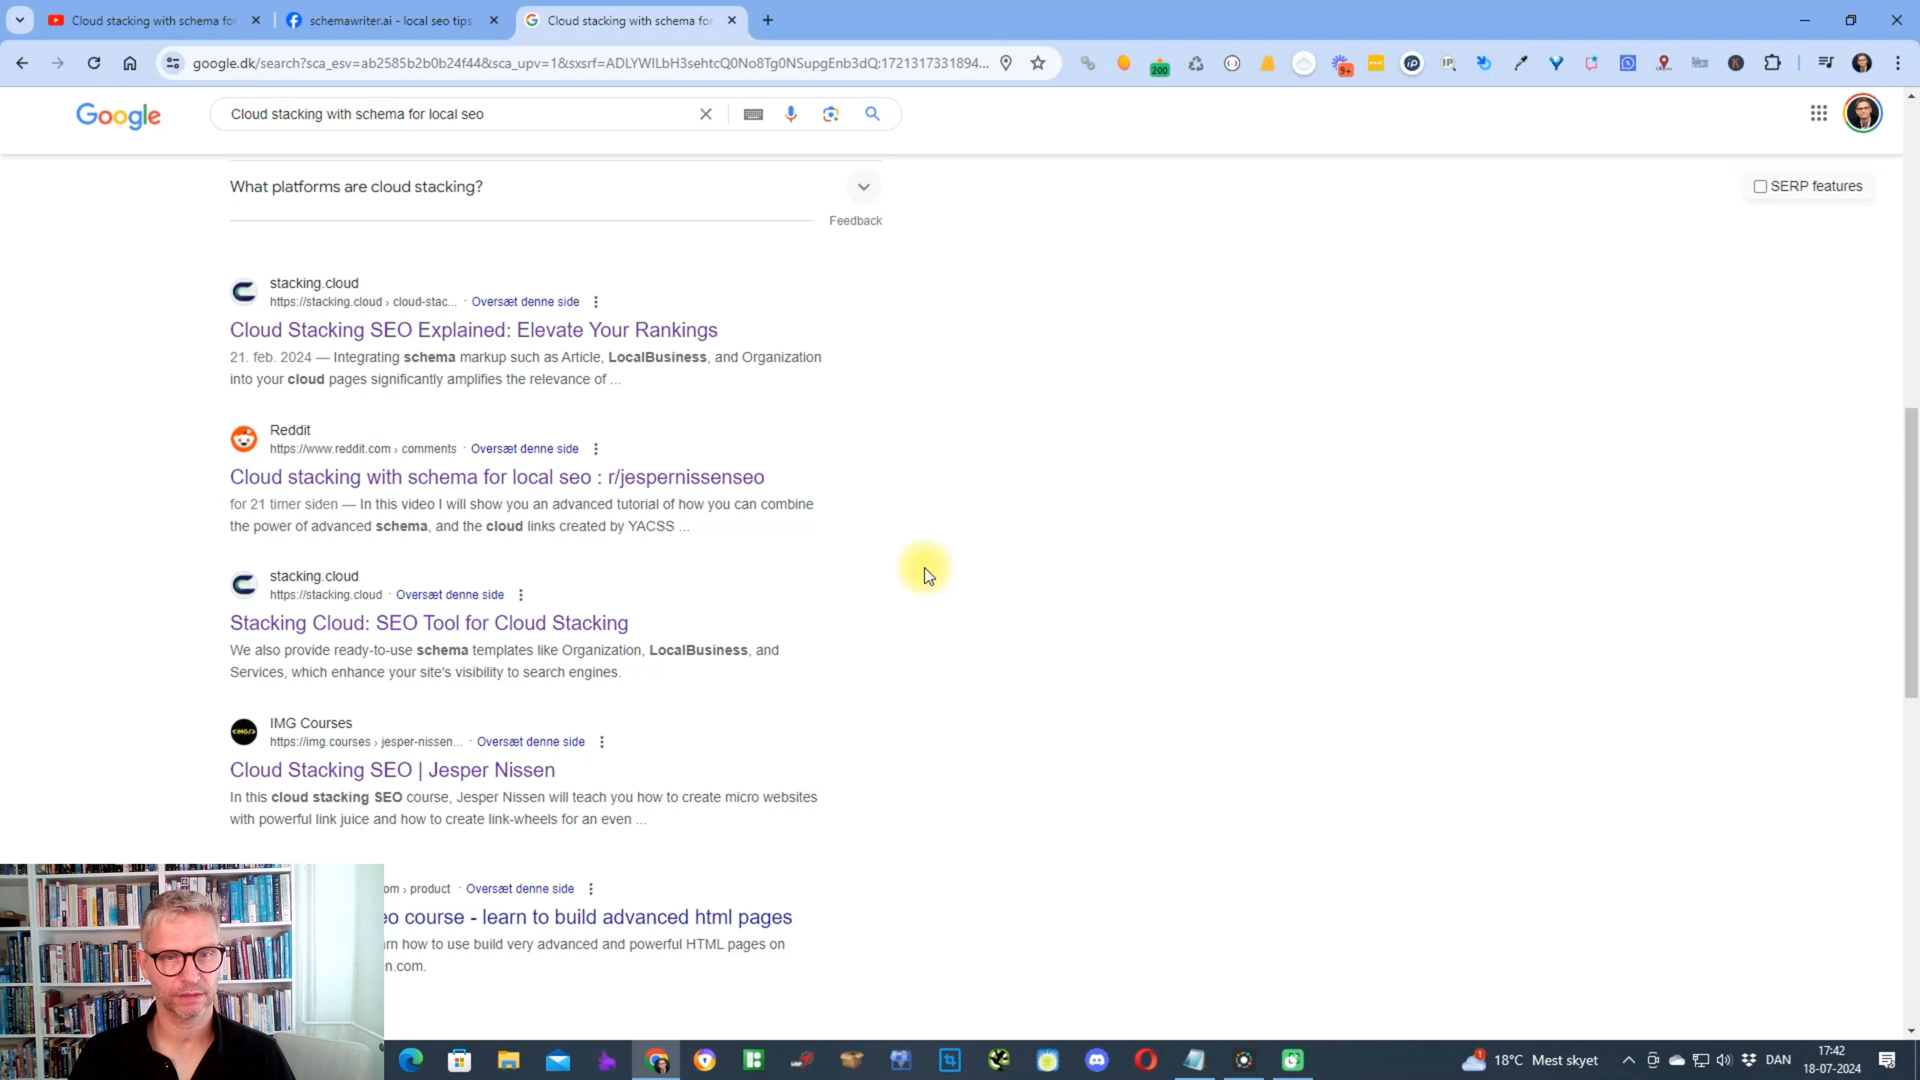 Cloud stacking with schema for
schemawriter.ai - local seo tips
Cloud stacking with schema for
google.dk/search?sca_esv=ab2585b2b0b24f44&sca_upv=1&sxsrf=ADLYWILbH3sehtcQ0No8Tg0NSupgEnb3dQ:1721317331894...
200
9+
Google
Cloud stacking with schema for local seo
What platforms are cloud stacking?
SERP features
Feedback
stacking.cloud
https://stacking.cloud › cloud-stac... · Oversæt denne side
Cloud Stacking SEO Explained: Elevate Your Rankings
21. feb. 2024 — Integrating schema markup such as Article, LocalBusiness, and Organization
into your cloud pages significantly amplifies the relevance of ...
Reddit
https://www.reddit.com › comments · Oversæt denne side
Cloud stacking with schema for local seo : r/jespernissenseo
for 21 timer siden — In this video I will show you an advanced tutorial of how you can combine
the power of advanced schema, and the cloud links created by YACSS ...
stacking.cloud
https://stacking.cloud · Oversæt denne side
Stacking Cloud: SEO Tool for Cloud Stacking
We also provide ready-to-use schema templates like Organization, LocalBusiness, and
Services, which enhance your site's visibility to search engines.
IMG Courses
https://img.courses › jesper-nissen... · Oversæt denne side
Cloud Stacking SEO | Jesper Nissen
In this cloud stacking SEO course, Jesper Nissen will teach you how to create micro websites
with powerful link juice and how to create link-wheels for an even ...
om › product · Oversæt denne side
eo course - learn to build advanced html pages
rn how to use build very advanced and powerful HTML pages on
n.com.
18°C Mest skyet
DAN
17:42
18-07-2024